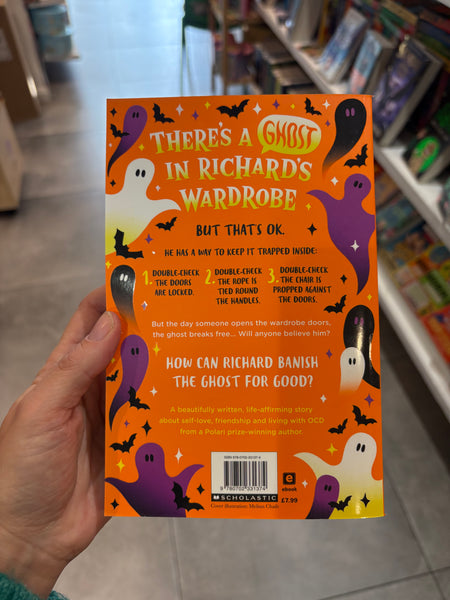 THERE'S A GHOST
IN RICHARD'S
WARDROBE
BUT THAT'S OK.
HE HAS A WAY TO KEEP IT TRAPPED INSIDE:
1. DOUBLE-CHECK
THE DOORS
ARE LOCKED.
2. DOUBLE-CHECK
THE ROPE IS
TIED ROUND
THE HANDLES.
3. DOUBLE-CHECK
THE CHAIR IS
PROPPED AGAINST
THE DOORS.
But the day someone opens the wardrobe doors,
the ghost breaks free... Will anyone believe him?
HOW CAN RICHARD BANISH
THE GHOST FOR GOOD?
A beautifully written, life-affirming story
about self-love, friendship and living with OCD
from a Polari prize-winning author.
9 780702 331374
SCHOLASTIC
e
ebook
£7.99